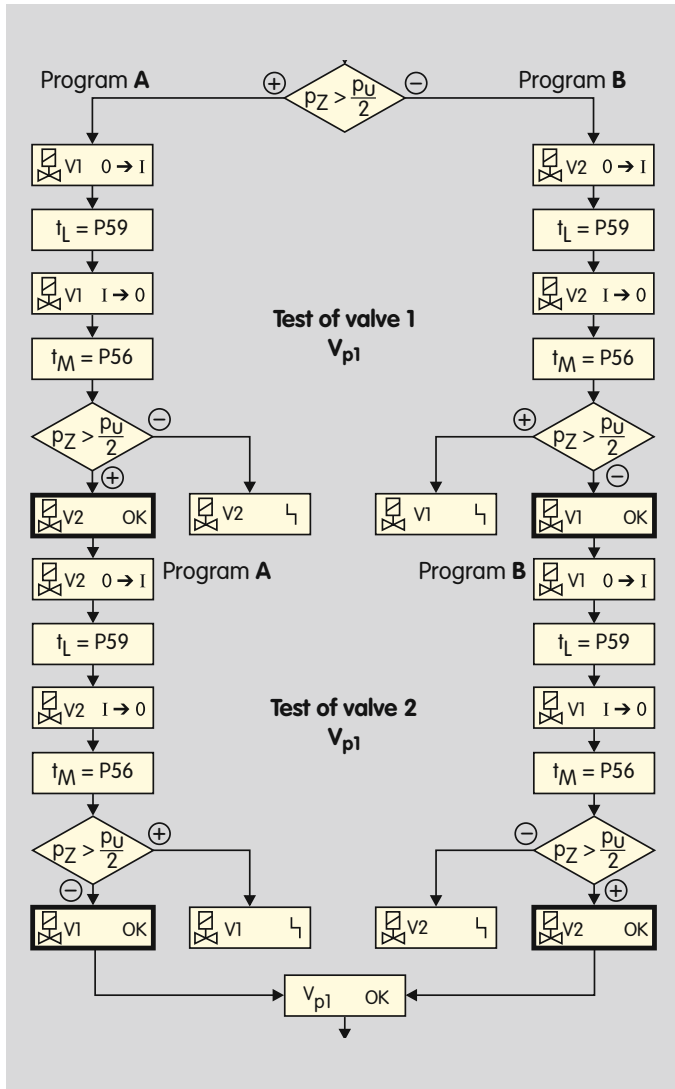 Program A
+
pZ > pU/2
−
Program B
V1 0 → I
V2 0 → I
tL = P59
tL = P59
V1 I → 0
V2 I → 0
Test of valve 1
Vp1
tM = P56
tM = P56
pZ > pU/2
−
+
pZ > pU/2
+
−
V2 OK
V2
V1
V1 OK
V2 0 → I
Program A
Program B
V1 0 → I
tL = P59
tL = P59
V2 I → 0
V1 I → 0
Test of valve 2
Vp1
tM = P56
tM = P56
pZ > pU/2
+
−
pZ > pU/2
−
+
V1 OK
V1
V2
V2 OK
Vp1 OK